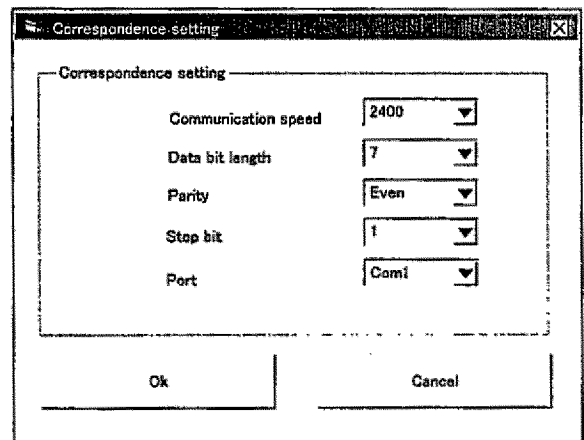 Correspondence setting
Correspondence setting
Communication speed 2400
Data bit length 7
Parity Even
Stop bit 1
Port Com1
Ok Cancel